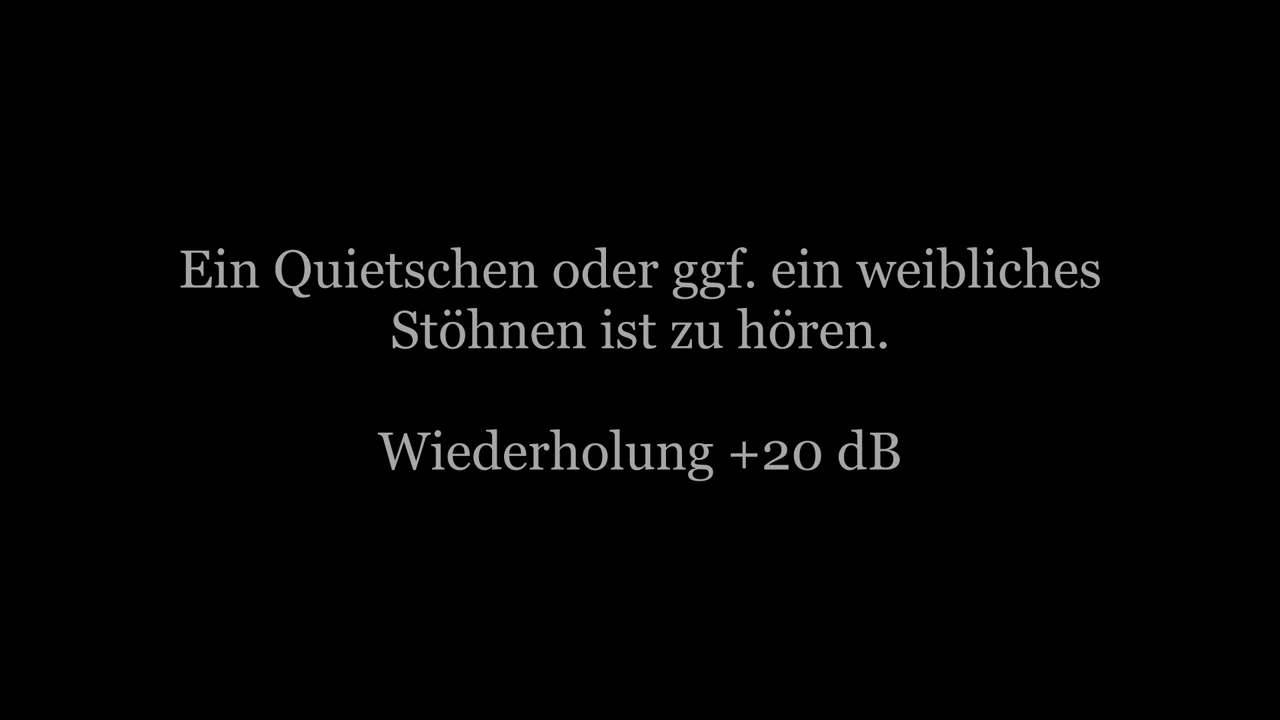 Ein Quietschen oder ggf. ein weibliches
Stöhnen ist zu hören.
Wiederholung +20 dB